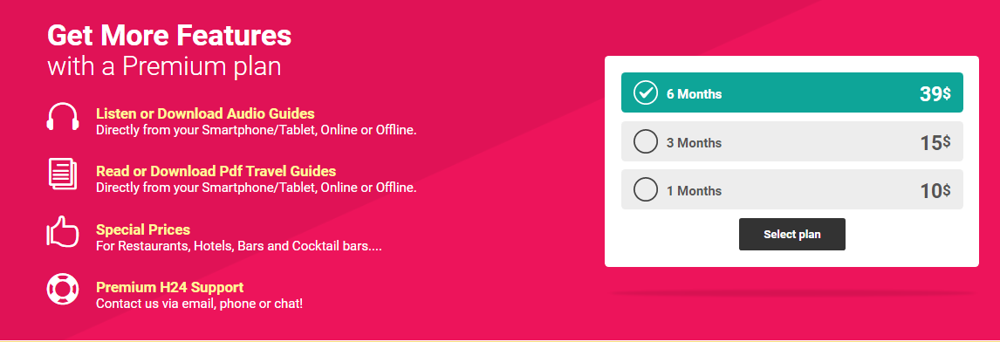 Get More Features
with a Premium plan
Listen or Download Audio Guides
Directly from your Smartphone/Tablet, Online or Offline.
Read or Download Pdf Travel Guides
Directly from your Smartphone/Tablet, Online or Offline.
Special Prices
For Restaurants, Hotels, Bars and Cocktail bars....
Premium H24 Support
Contact us via email, phone or chat!
6 Months 39$
3 Months 15$
1 Months 10$
Select plan